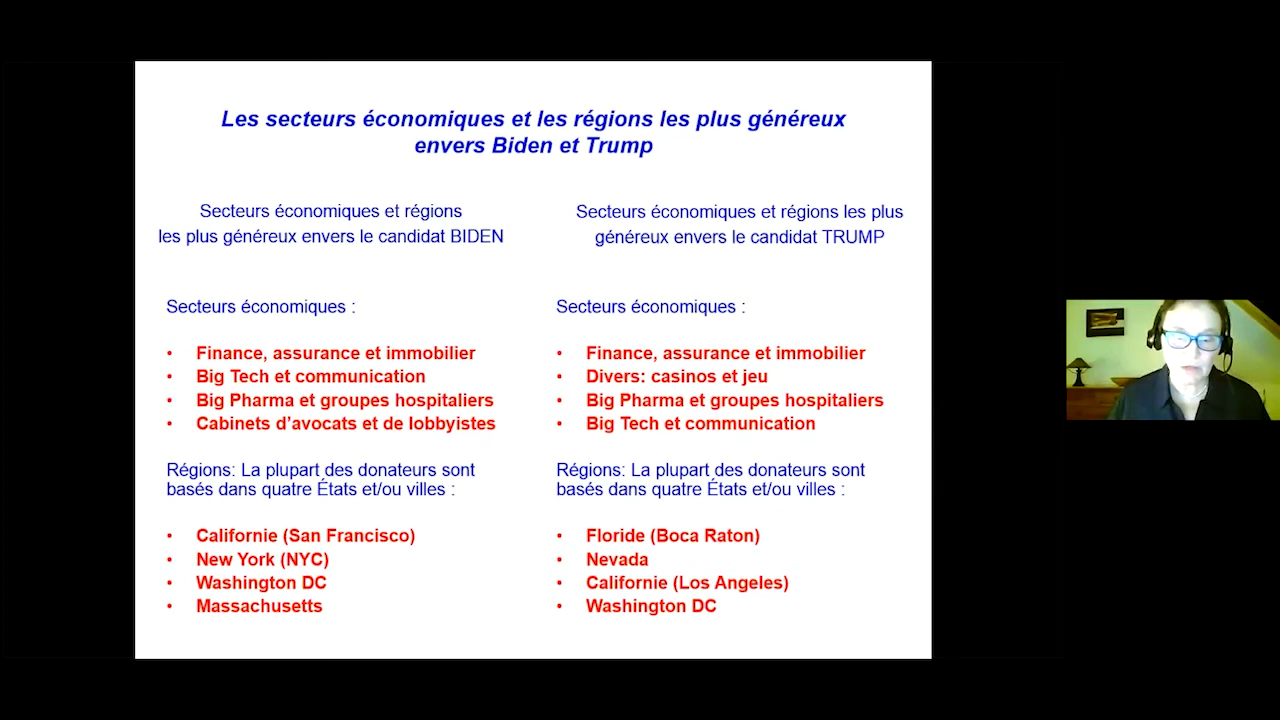 Les secteurs économiques et les régions les plus généreux
envers Biden et Trump
Secteurs économiques et régions
les plus généreux envers le candidat BIDEN
Secteurs économiques :
• Finance, assurance et immobilier
• Big Tech et communication
• Big Pharma et groupes hospitaliers
• Cabinets d’avocats et de lobbyistes
Régions: La plupart des donateurs sont
basés dans quatre États et/ou villes :
• Californie (San Francisco)
• New York (NYC)
• Washington DC
• Massachusetts
Secteurs économiques et régions les plus
généreux envers le candidat TRUMP
Secteurs économiques :
• Finance, assurance et immobilier
• Divers: casinos et jeu
• Big Pharma et groupes hospitaliers
• Big Tech et communication
Régions: La plupart des donateurs sont
basés dans quatre États et/ou villes :
• Floride (Boca Raton)
• Nevada
• Californie (Los Angeles)
• Washington DC